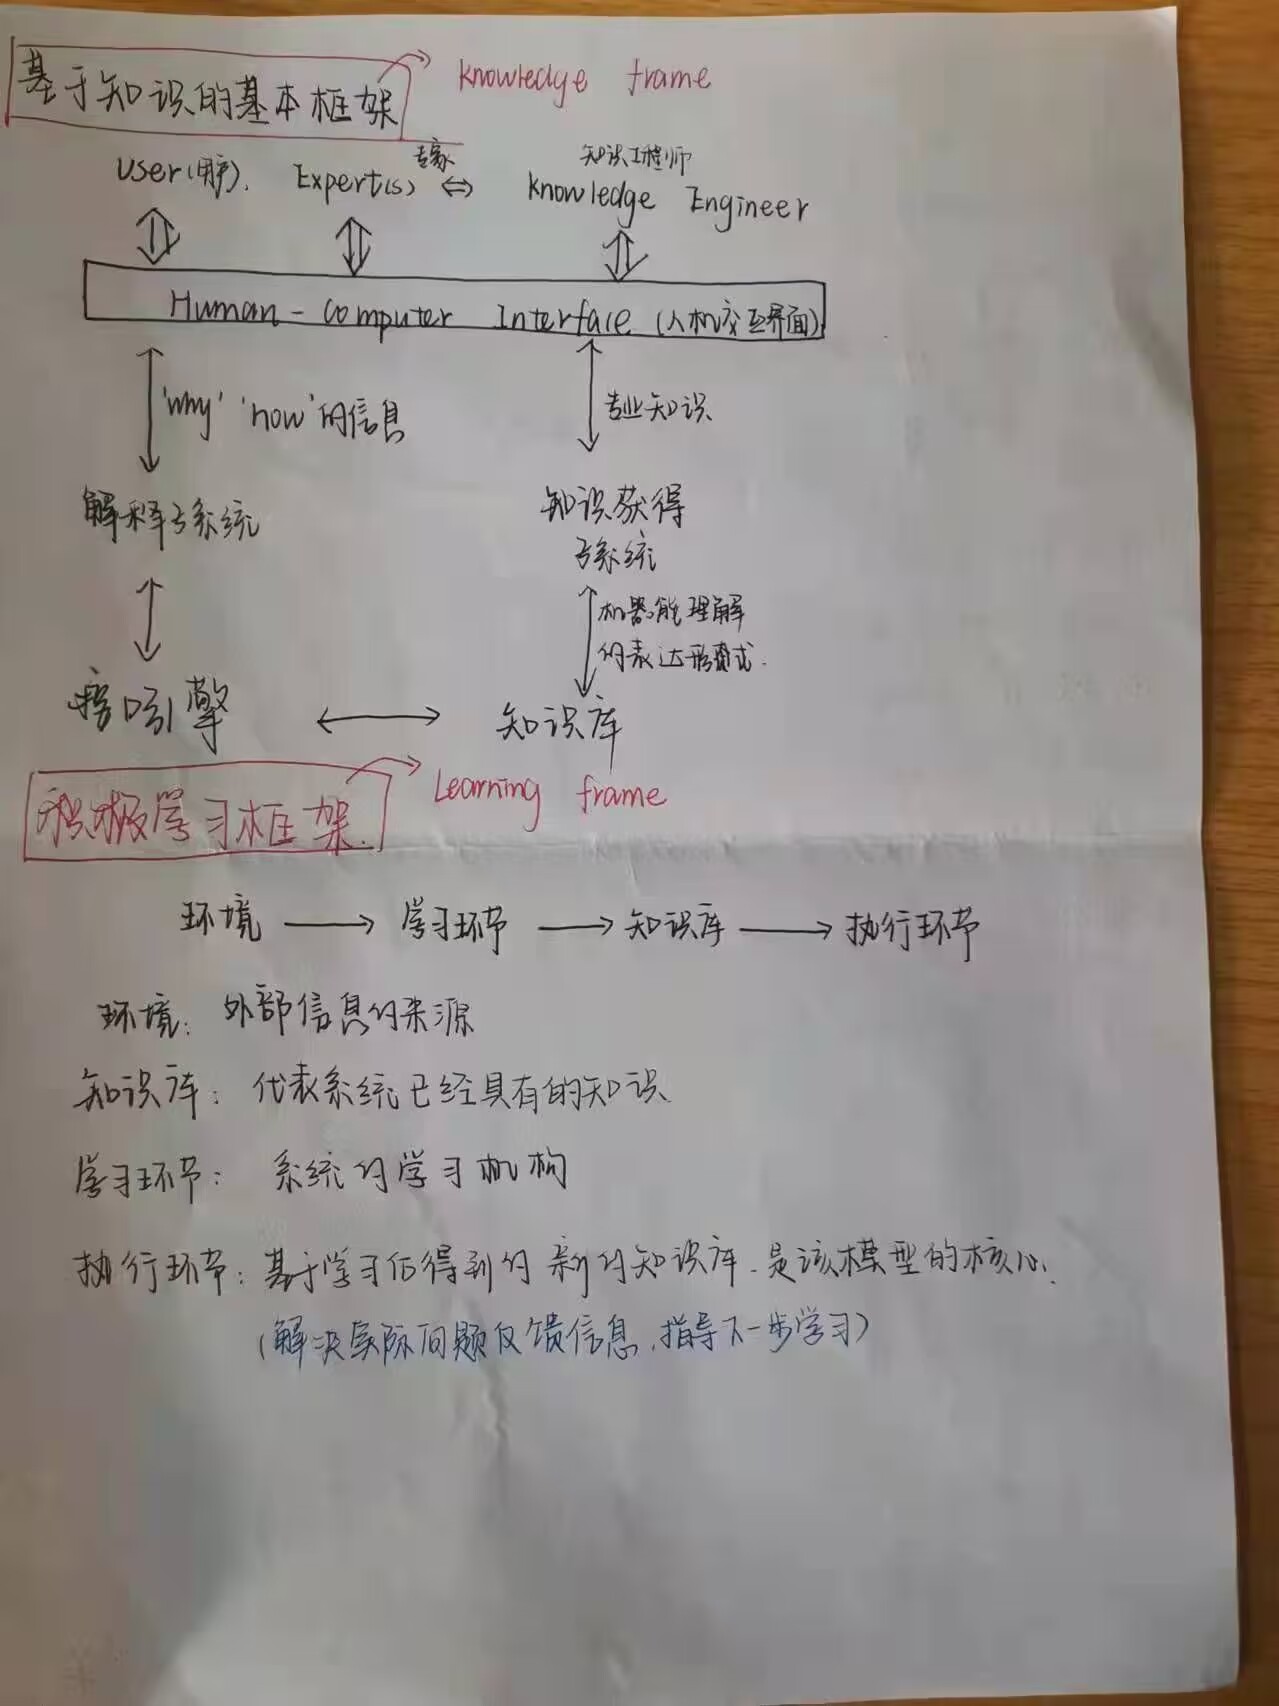 基于知识的基本框架
knowledge frame
User(用户). Expert(s) 专家 ⇔ 知识工程师
knowledge Engineer
Human-Computer Interface (人机交互界面)
'why' 'how'的信息
专业知识
解释子系统
知识获得
子系统
机器能理解
的表达形式.
引擎
知识库
积极学习框架.
Learning frame
环境 → 学习环节 → 知识库 → 执行环节
环境: 外部信息的来源
知识库: 代表系统已经具有的知识
学习环节: 系统的学习机构
执行环节: 基于学习后得到的新的知识库.是该模型的核心.
(解决实际问题反馈信息,指导下一步学习)